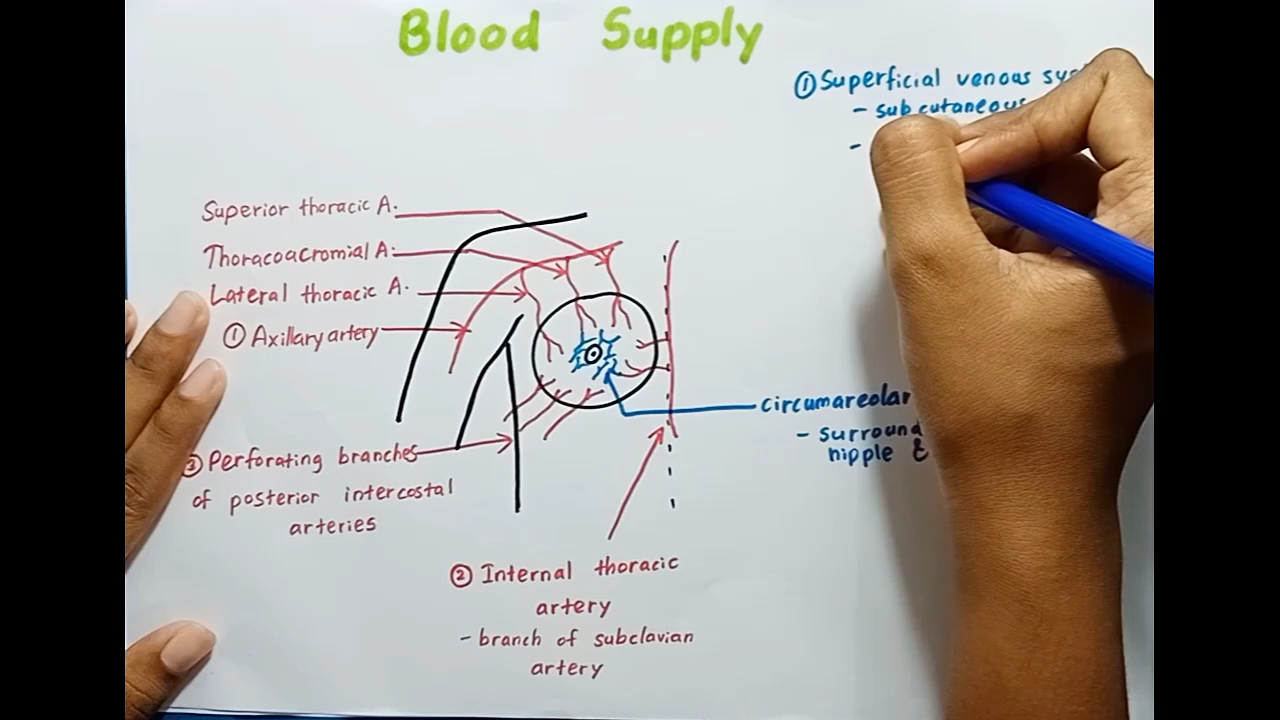 Blood Supply
① Superficial venous
- subcutaneous
-
Superior thoracic A.
Thoracoacromial A.
Lateral thoracic A.
① Axillary artery
③ Perforating branches
of posterior intercostal
arteries
circumareolar
- surround
nipple &
② Internal thoracic
artery
- branch of subclavian
artery